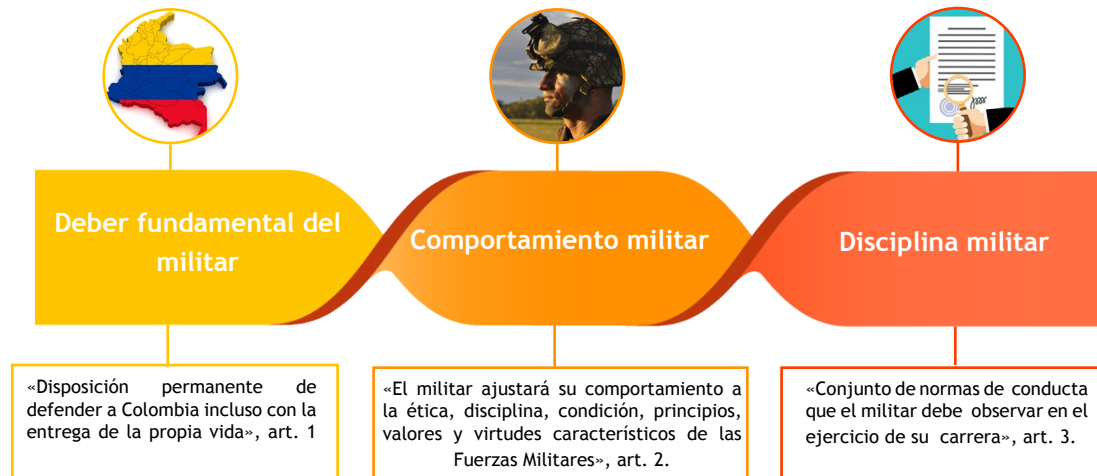 Deber fundamental del
militar
Comportamiento militar
Disciplina militar
«Disposición permanente de
defender a Colombia incluso con la
entrega de la propia vida», art. 1
«El militar ajustará su comportamiento a
la ética, disciplina, condición, principios,
valores y virtudes característicos de las
Fuerzas Militares», art. 2.
«Conjunto de normas de conducta
que el militar debe observar en el
ejercicio de su carrera», art. 3.